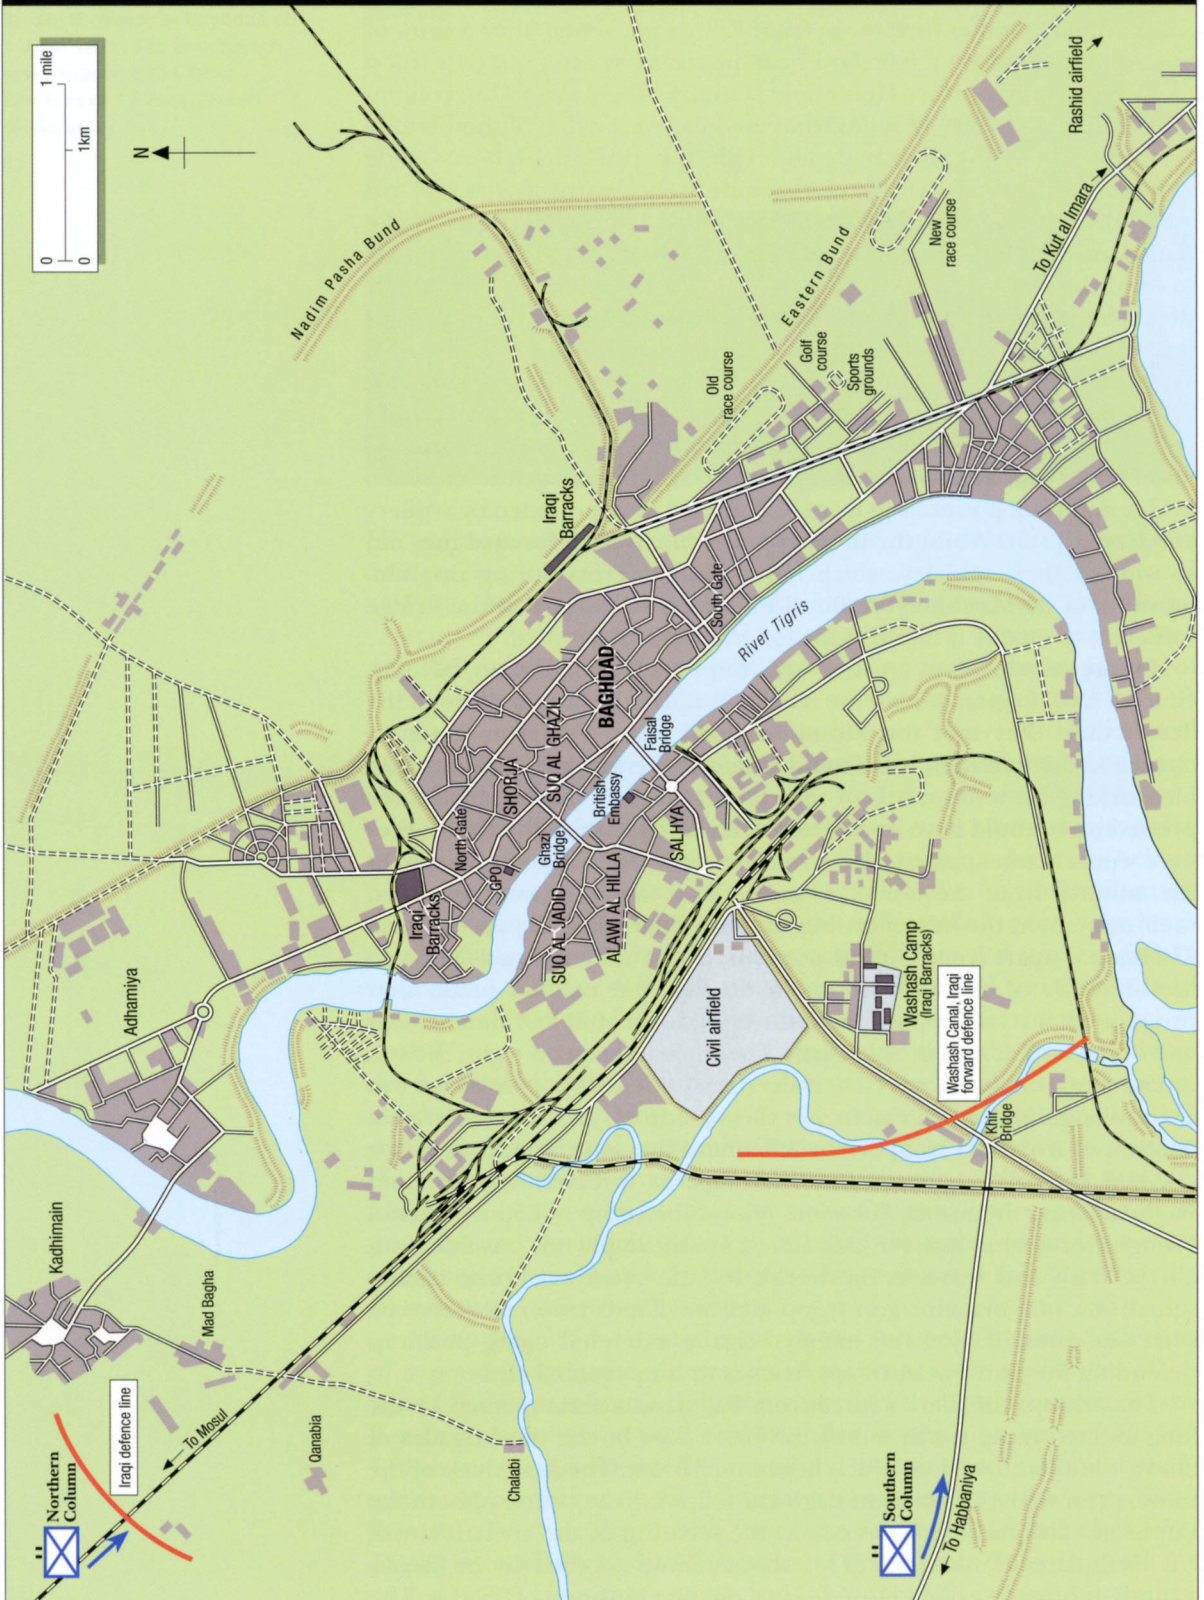 Northern
Column
Iraqi defence line
To Mosul
Kadhimain
Mad Bagha
Qanabia
Chalabi
Adhamiya
0
1 mile
0
1km
N
Nadim Pasha Bund
Iraqi
Barracks
North Gate
GPO
SHORJA
SUQ AL GHAZIL
BAGHDAD
Ghazi
Bridge
SUQ AL JADID
ALAWI AL HILLA
British
Embassy
Faisal
Bridge
SALHYA
South Gate
River Tigris
Iraqi
Barracks
Old
race course
Golf
course
Sports
grounds
Eastern Bund
New
race course
To Kut al Imara
Rashid airfield
Civil airfield
Washash Camp
(Iraqi Barracks)
Washash Canal, Iraqi
forward defence line
Khir
Bridge
Southern
Column
To Habbaniya